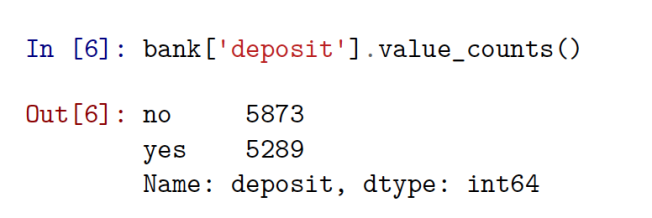 In [6]: bank['deposit'].value_counts()
Out[6]: no 5873
yes 5289
Name: deposit, dtype: int64